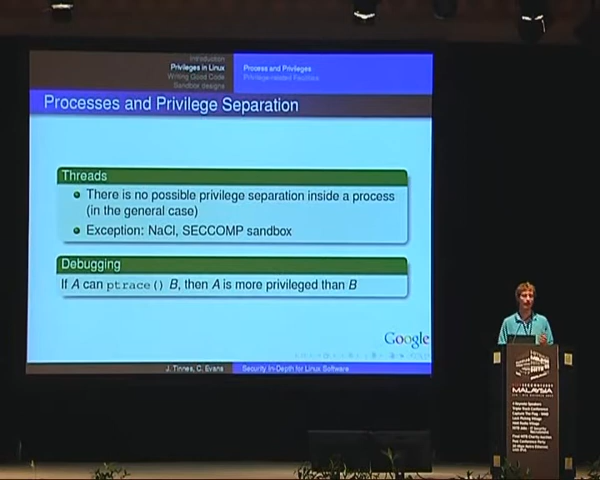 Introduction
Privileges in Linux
Writing Good Code
Sandbox designs
Process and Privileges
Privilege-related Facilities
Processes and Privilege Separation
Threads
There is no possible privilege separation inside a process
(in the general case)
Exception: NaCl, SECCOMP sandbox
Debugging
If A can ptrace() B, then A is more privileged than B
Google
J. Tinnes, C. Evans
Security In-Depth for Linux Software
MALAYSIA